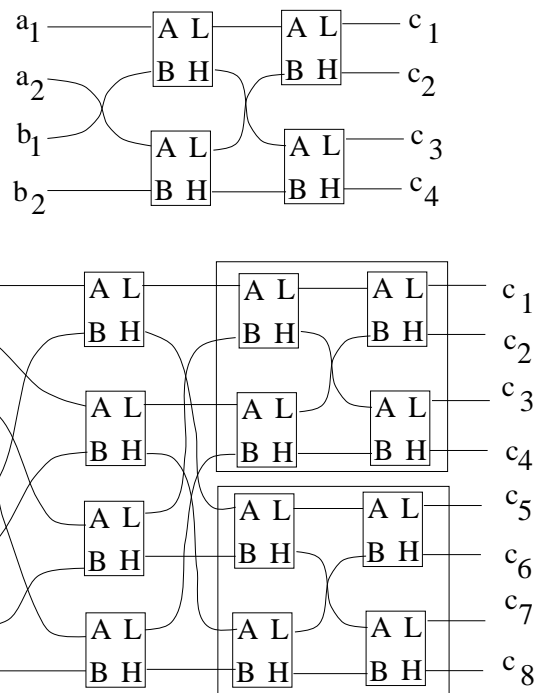 a1 A L A L c1
a2 B H B H c2
b1 A L A L c3
b2 B H B H c4
A L A L A L c1
B H B H B H c2
A L A L A L c3
B H B H B H c4
A L A L A L c5
B H B H B H c6
A L A L A L c7
B H B H B H c8